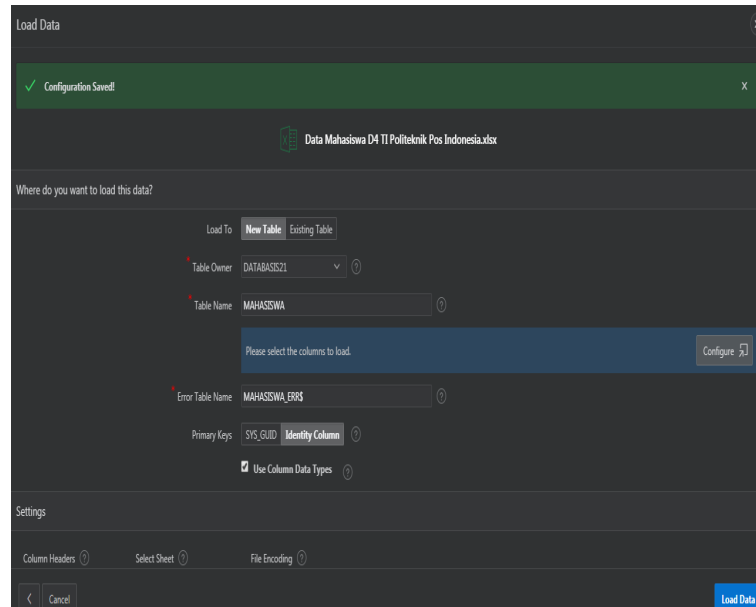 Load Data
Configuration Saved!
X
Data Mahasiswa D4 TI Politeknik Pos Indonesia.xlsx
Where do you want to load this data?
Load To New Table Existing Table
* Table Owner DATABASIS21 ?
* Table Name MAHASISWA ?
Please select the columns to load. Configure
* Error Table Name MAHASISWA_ERR$ ?
Primary Keys SYS_GUID Identity Column ?
Use Column Data Types ?
Settings
Column Headers ? Select Sheet ? File Encoding ?
< Cancel Load Data